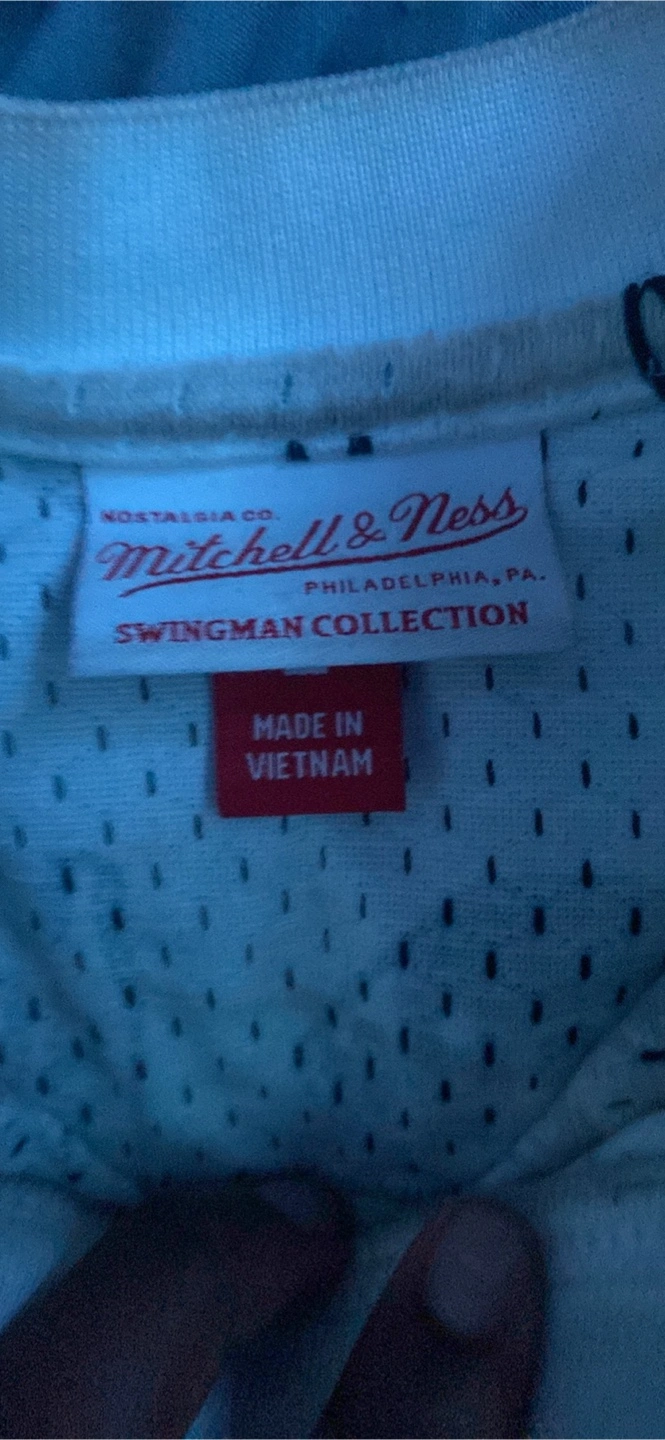 NOSTALGIA CO.
Mitchell & Ness
PHILADELPHIA, PA.
SWINGMAN COLLECTION
MADE IN
VIETNAM